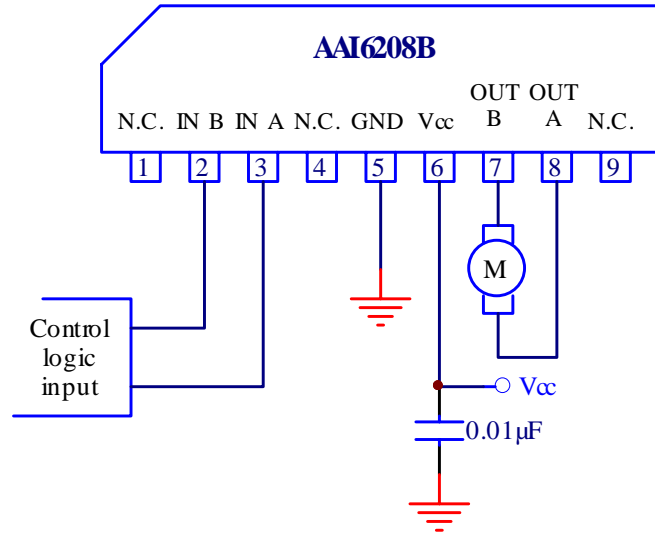 AAI6208B
OUT OUT
N.C. IN B IN A N.C. GND Vcc B A N.C.
1 2 3 4 5 6 7 8 9
M
Control
logic
input
Vcc
0.01µF